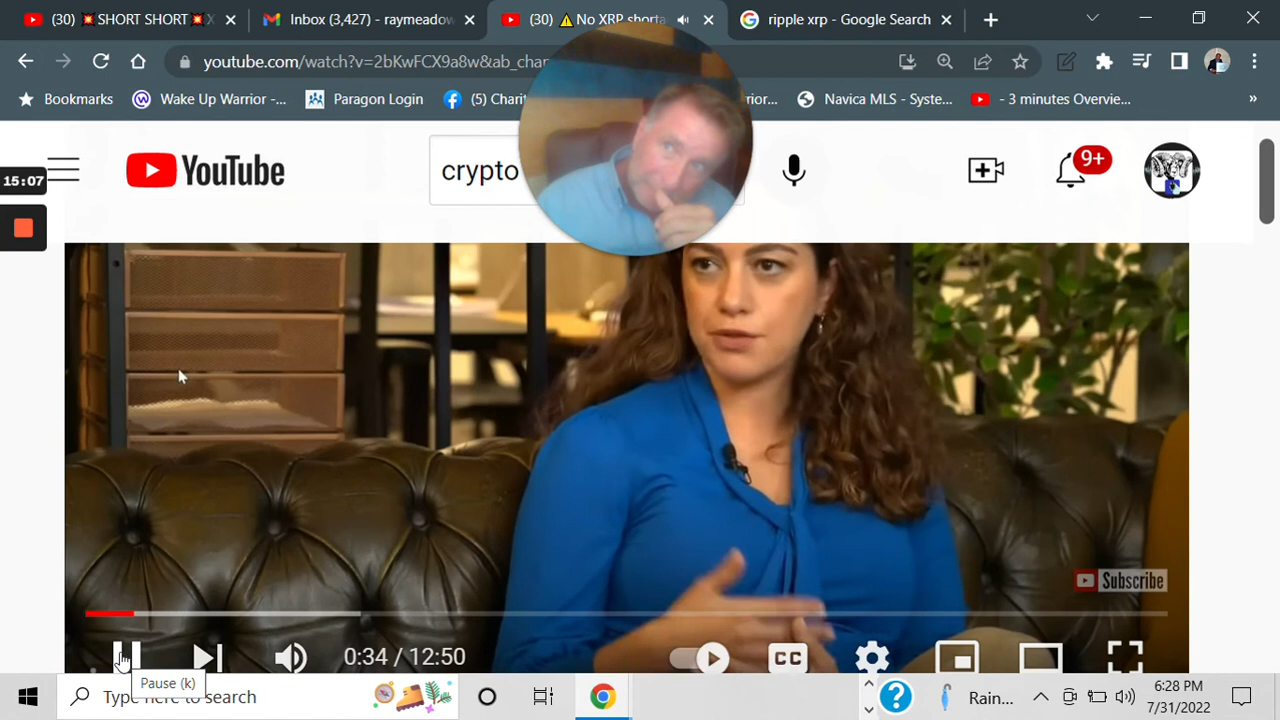 (30) 💥SHORT SHORT💥X
Inbox (3,427) - raymeadow
(30) ⚠No XRP shorta
ripple xrp - Google Search
youtube.com/watch?v=2bKwFCX9a8w&ab_cha
Bookmarks
Wake Up Warrior -...
Paragon Login
(5) Charit
rior...
Navica MLS - Syste...
- 3 minutes Overvie...
»
15:07
YouTube
crypto
9+
Subscribe
0:34 / 12:50
CC
Pause (k)
Type here to search
?
Rain...
6:28 PM
7/31/2022